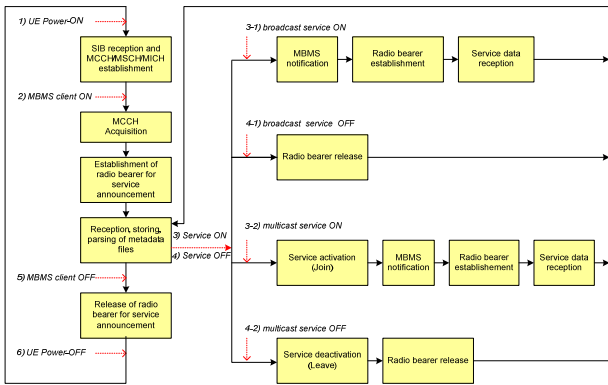 1) UE Power-ON
SIB reception and
MCCH/MSCH/MICH
establishment
2) MBMS client ON
MCCH
Acquisition
Establishment of
radio bearer for
service
announcement
Reception, storing,
parsing of metadata
files
3) Service ON
4) Service OFF
5) MBMS client OFF
Release of radio
bearer for service
announcement
6) UE Power-OFF
3-1) broadcast service ON
MBMS
notification
Radio bearer
establishment
Service data
reception
4-1) broadcast service OFF
Radio bearer release
3-2) multicast service ON
Service activation
(Join)
MBMS
notification
Radio bearer
establishement
Service data
reception
4-2) multicast service OFF
Service deactivation
(Leave)
Radio bearer release